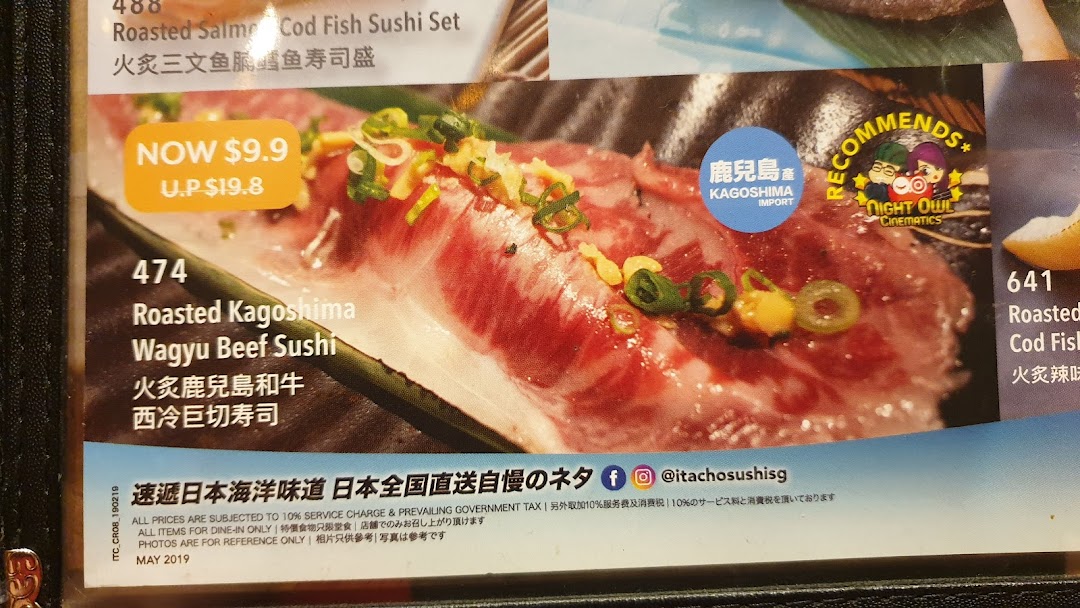 488
Roasted Salmon Cod Fish Sushi Set
火炙三文鱼腩鳕鱼寿司盛
NOW $9.9
U.P $19.8
鹿兒島產
KAGOSHIMA
IMPORT
RECOMMENDS*
NIGHT OWL
CINEMATICS
474
Roasted Kagoshima
Wagyu Beef Sushi
火炙鹿兒島和牛
西冷巨切寿司
641
Roasted
Cod Fish
火炙辣味
速遞日本海洋味道 日本全国直送自慢のネタ @itachosushisg
ALL PRICES ARE SUBJECTED TO 10% SERVICE CHARGE & PREVAILING GOVERNMENT TAX | 另外取加10%服务费及消費税 | 10%のサービス料と消費税を頂いております
ALL ITEMS FOR DINE-IN ONLY | 特價食物只限堂食 | 店舗でのみお召し上がり頂けます
PHOTOS ARE FOR REFERENCE ONLY | 相片只供參考 | 写真は参考です
MAY 2019
ITC_CR08_190219